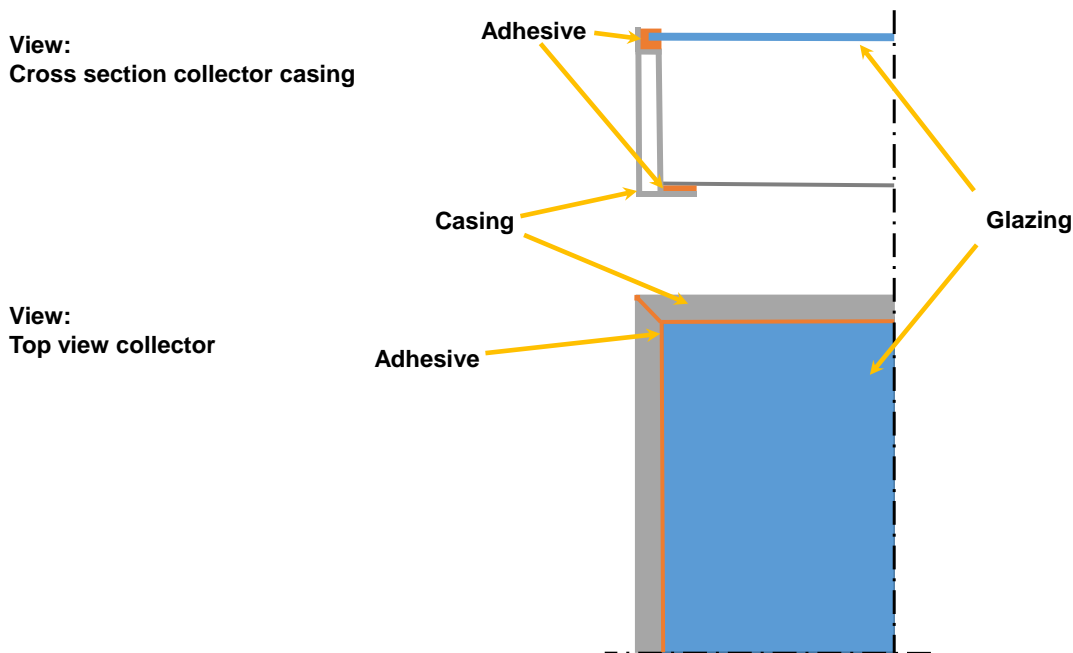 View:
Cross section collector casing
Adhesive
Casing
Glazing
View:
Top view collector
Adhesive